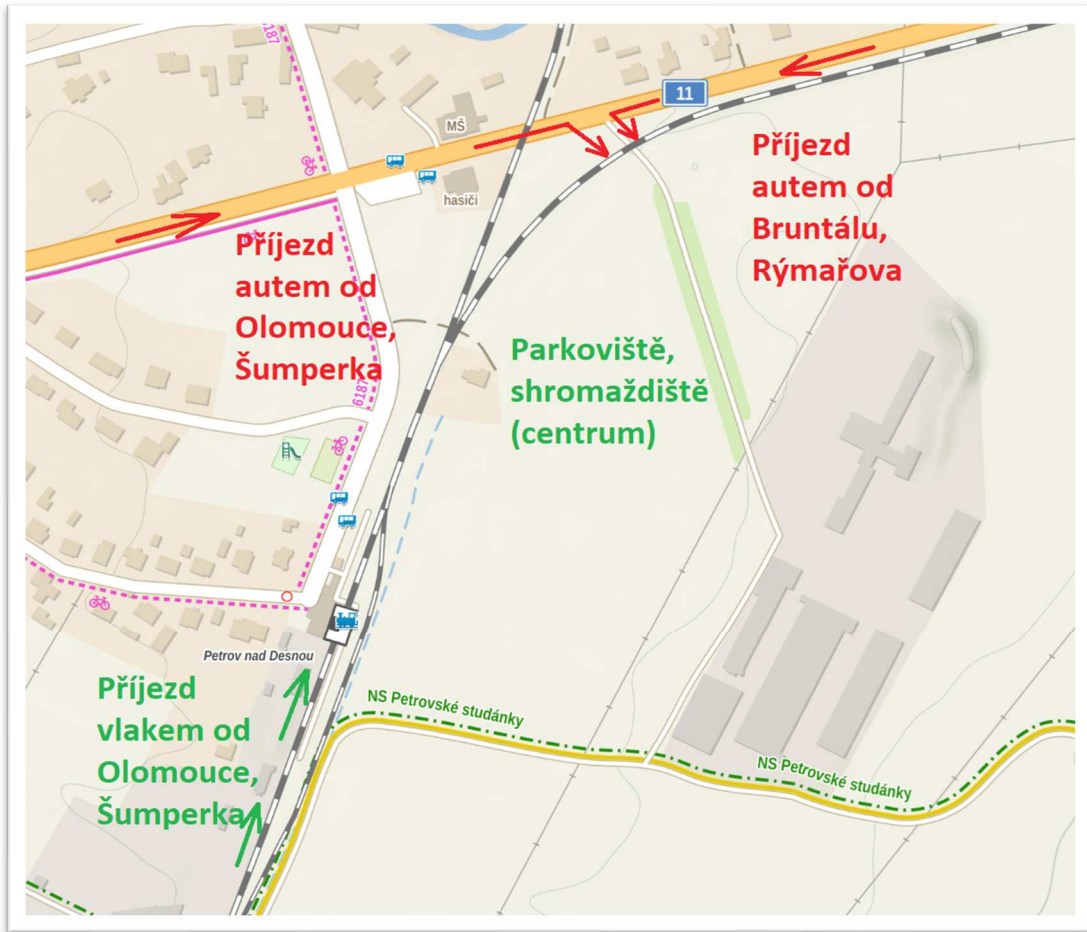 6187
11
MŠ
hasiči
Příjezd
autem od
Bruntálu,
Rýmařova
Příjezd
autem od
Olomouce,
Šumperka
Parkoviště,
shromaždiště
(centrum)
6187
Petrov nad Desnou
Příjezd
vlakem od
Olomouce,
Šumperka
NS Petrovské studánky
NS Petrovské studánky